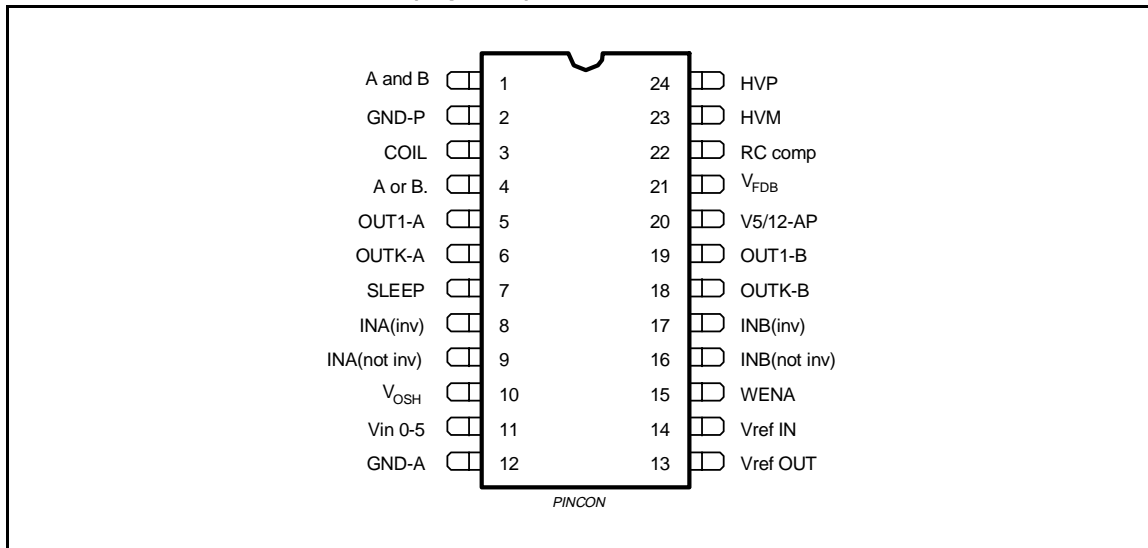 A and B 1 24 HVP
GND-P 2 23 HVM
COIL 3 22 RC comp
A or B. 4 21 VFDB
OUT1-A 5 20 V5/12-AP
OUTK-A 6 19 OUT1-B
SLEEP 7 18 OUTK-B
INA(inv) 8 17 INB(inv)
INA(not inv) 9 16 INB(not inv)
VOSH 10 15 WENA
Vin 0-5 11 14 Vref IN
GND-A 12 13 Vref OUT
PINCON